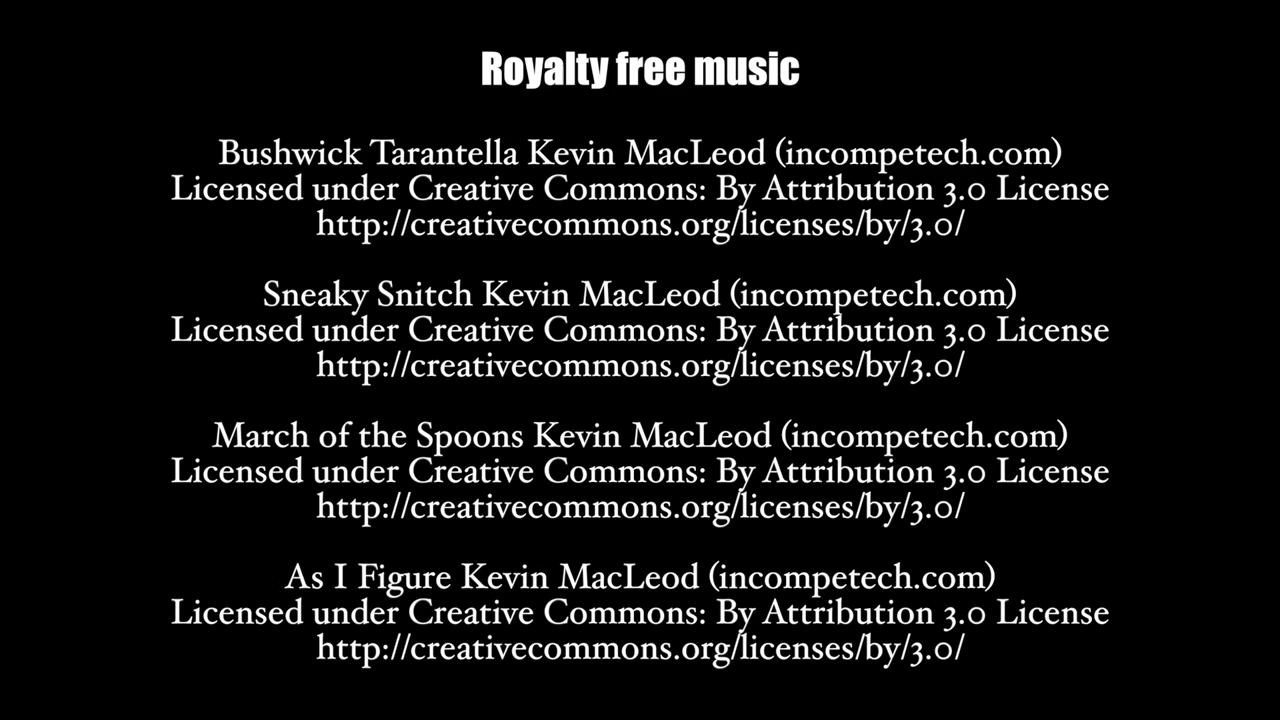 Royalty free music
Bushwick Tarantella Kevin MacLeod (incompetech.com)
Licensed under Creative Commons: By Attribution 3.0 License
http://creativecommons.org/licenses/by/3.0/
Sneaky Snitch Kevin MacLeod (incompetech.com)
Licensed under Creative Commons: By Attribution 3.0 License
http://creativecommons.org/licenses/by/3.0/
March of the Spoons Kevin MacLeod (incompetech.com)
Licensed under Creative Commons: By Attribution 3.0 License
http://creativecommons.org/licenses/by/3.0/
As I Figure Kevin MacLeod (incompetech.com)
Licensed under Creative Commons: By Attribution 3.0 License
http://creativecommons.org/licenses/by/3.0/